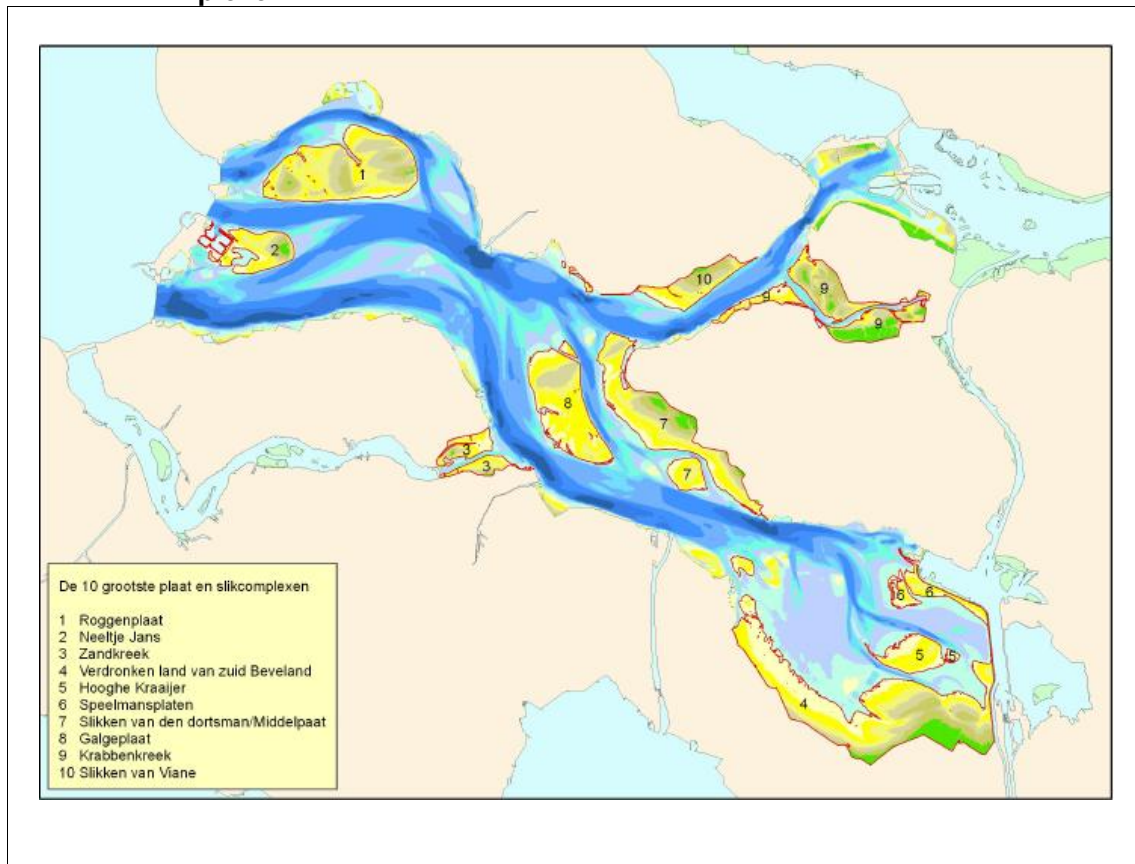 De 10 grootste plaat en slikcomplexen
1 Roggenplaat
2 Neeltje Jans
3 Zandkreek
4 Verdronken land van zuid Beveland
5 Hooghe Kraaijer
6 Speelmansplaten
7 Slikken van den dortsman/Middelpaat
8 Galgeplaat
9 Krabbenkreek
10 Slikken van Viane
1
2
10
9
9
9
8
7
7
3
3
6
6
5
5
4